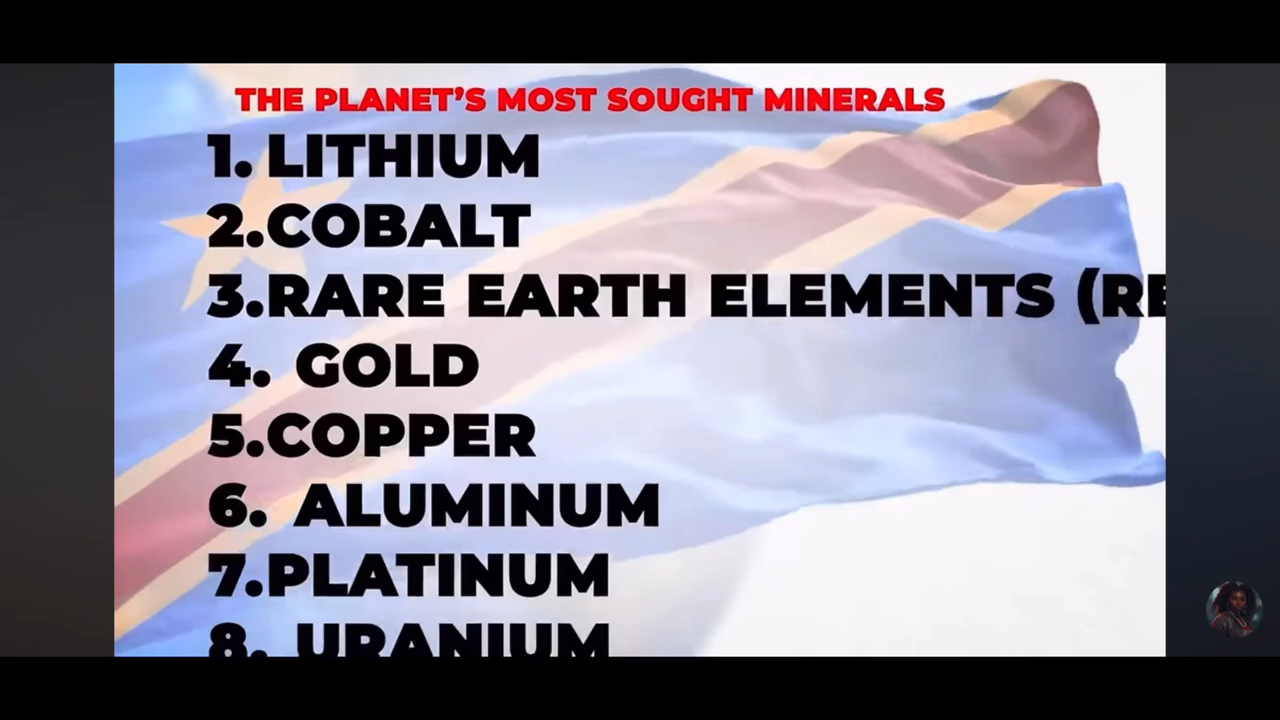 THE PLANET'S MOST SOUGHT MINERALS
1. LITHIUM
2.COBALT
3.RARE EARTH ELEMENTS (RE
4. GOLD
5.COPPER
6. ALUMINUM
7.PLATINUM
8. URANIUM